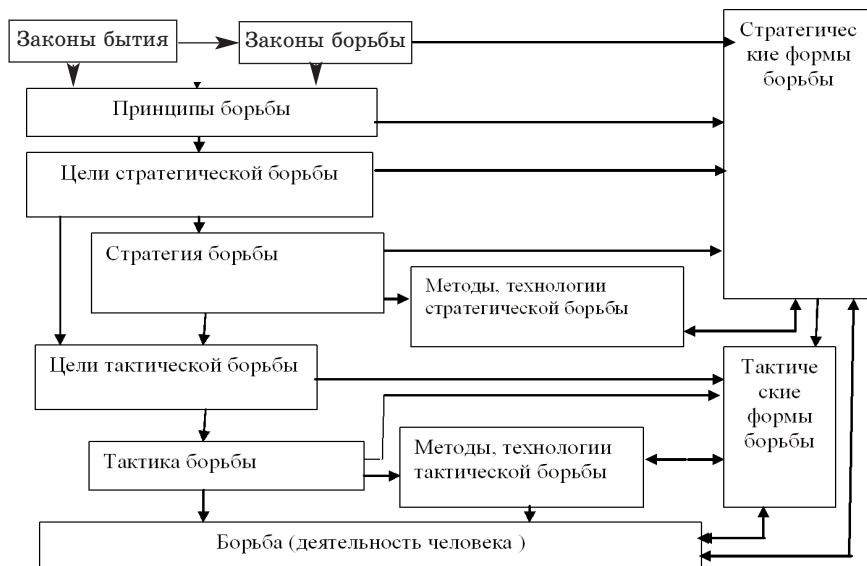 Законы бытия
Законы борьбы
Стратегичес
кие формы
борьбы
Принципы борьбы
Цели стратегической борьбы
Стратегия борьбы
Методы, технологии
стратегической борьбы
Цели тактической борьбы
Тактиче
ские
формы
борьбы
Тактика борьбы
Методы, технологии
тактической борьбы
Борьба (деятельность человека )